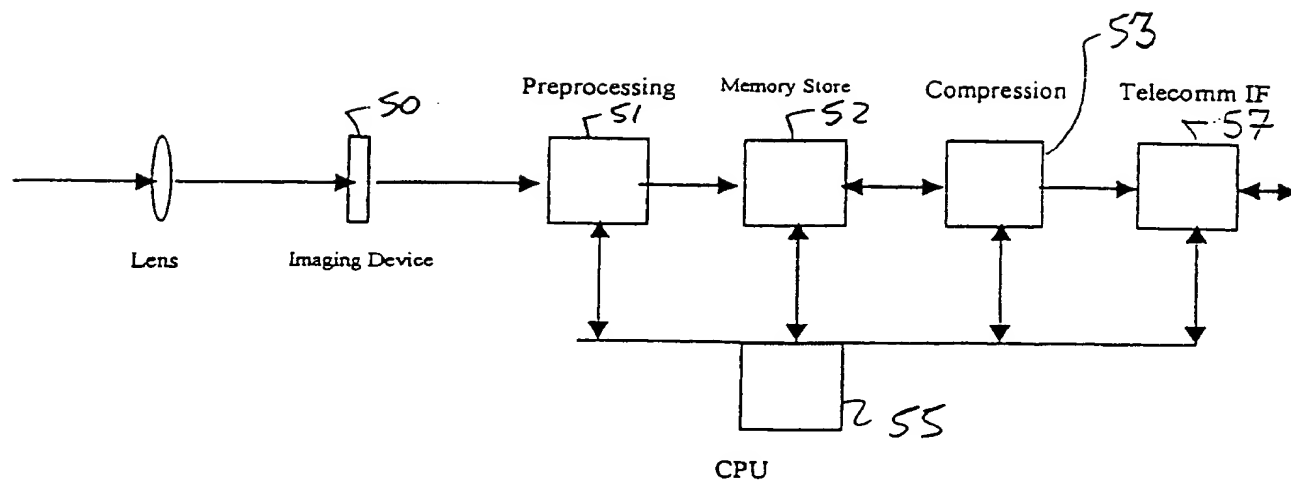 53
Preprocessing
Memory Store
Compression
Telecomm IF
50
51
52
57
Lens
Imaging Device
55
CPU